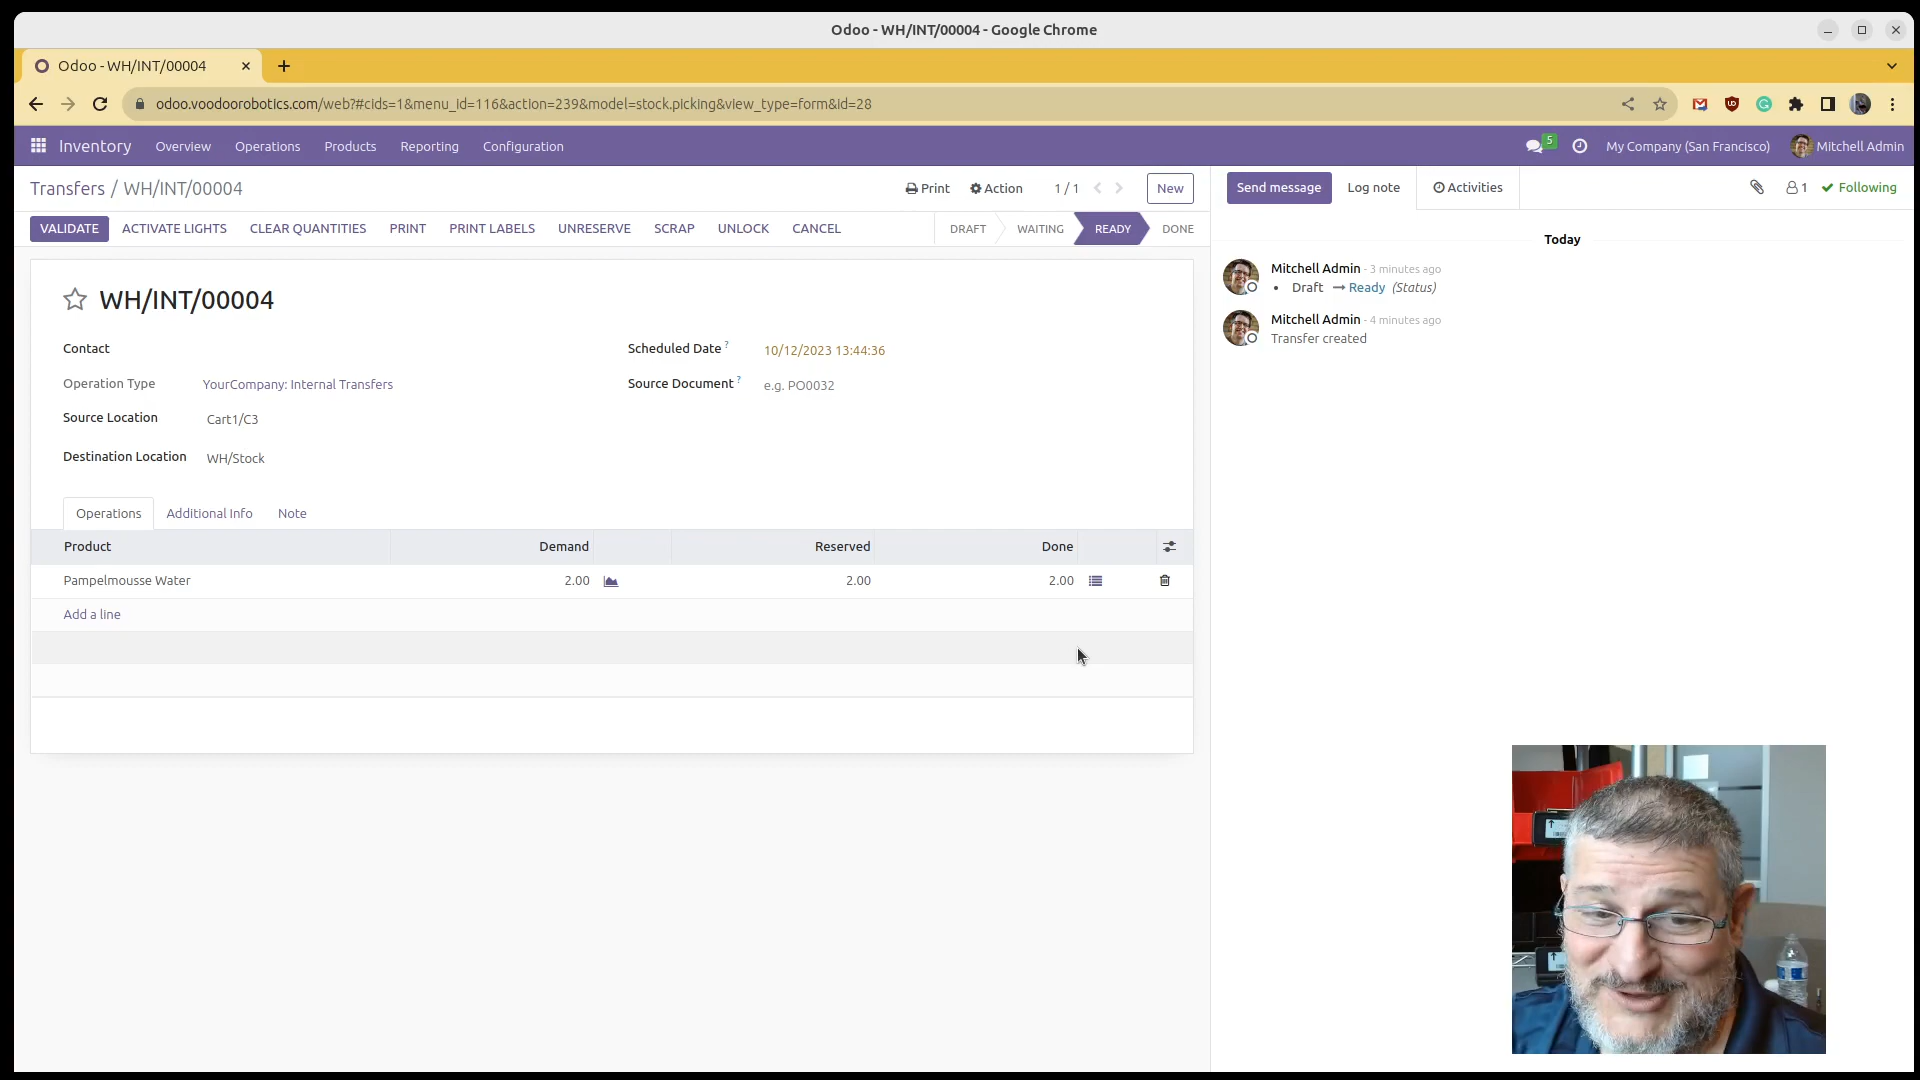 Odoo - WH/INT/00004 - Google Chrome
Odoo - WH/INT/00004
odoo.voodoorobotics.com/web?#cids=1&menu_id=116&action=239&model=stock.picking&view_type=form&id=28
Inventory Overview Operations Products Reporting Configuration 5 My Company (San Francisco) Mitchell Admin
Transfers / WH/INT/00004 Print Action 1 / 1 New
Send message Log note Activities 1 Following
VALIDATE ACTIVATE LIGHTS CLEAR QUANTITIES PRINT PRINT LABELS UNRESERVE SCRAP UNLOCK CANCEL DRAFT WAITING READY DONE
WH/INT/00004
Contact
Scheduled Date ? 10/12/2023 13:44:36
Operation Type YourCompany: Internal Transfers
Source Document ? e.g. PO0032
Source Location Cart1/C3
Destination Location WH/Stock
Operations Additional Info Note
Product Demand Reserved Done
Pampelmousse Water 2.00 2.00 2.00
Add a line
Today
Mitchell Admin - 3 minutes ago
• Draft → Ready (Status)
Mitchell Admin - 4 minutes ago
Transfer created